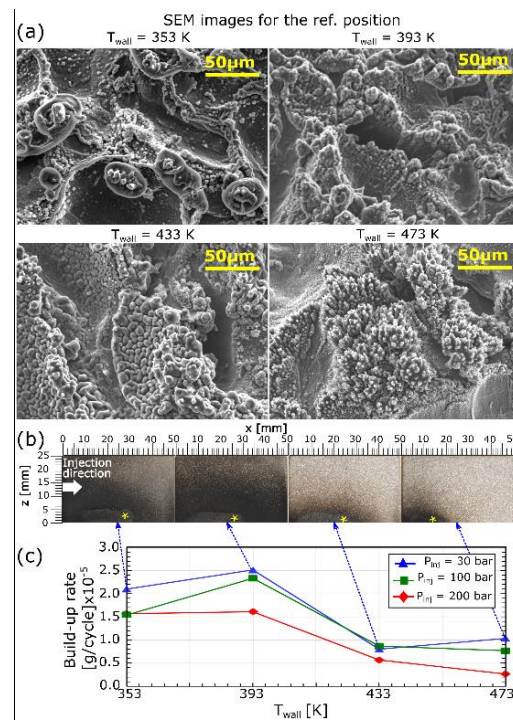 SEM images for the ref. position
(a)
T_wall = 353 K
T_wall = 393 K
50μm
50μm
T_wall = 433 K
T_wall = 473 K
50μm
50μm
x [mm]
(b)
0 10 20 30 40 50 10 20 30 40 50 10 20 30 40 50 10 20 30 40 50
z [mm]
25
20
15
10
5
0
Injection
direction
(c)
Build-up rate
[g/cycle]x10⁻⁵
3.0
2.5
2.0
1.5
1.0
0.5
0.0
P_inj = 30 bar
P_inj = 100 bar
P_inj = 200 bar
353
393
433
473
T_wall [K]